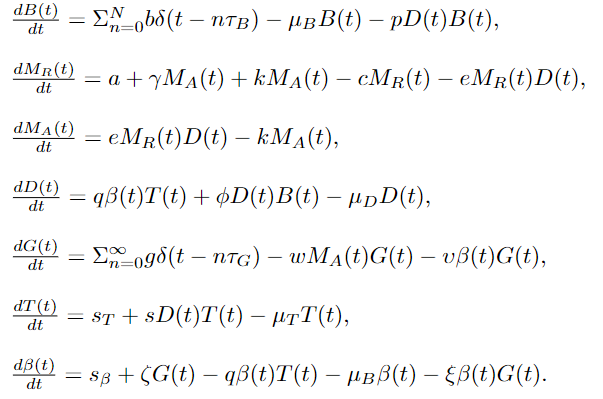 dB(t)/dt = Σ_{n=0}^{N} bδ(t − nτ_B) − μ_B B(t) − pD(t)B(t),
dM_R(t)/dt = a + γM_A(t) + kM_A(t) − cM_R(t) − eM_R(t)D(t),
dM_A(t)/dt = eM_R(t)D(t) − kM_A(t),
dD(t)/dt = qβ(t)T(t) + ϕD(t)B(t) − μ_D D(t),
dG(t)/dt = Σ_{n=0}^{∞} gδ(t − nτ_G) − wM_A(t)G(t) − υβ(t)G(t),
dT(t)/dt = s_T + sD(t)T(t) − μ_T T(t),
dβ(t)/dt = s_β + ζG(t) − qβ(t)T(t) − μ_B β(t) − ξβ(t)G(t).